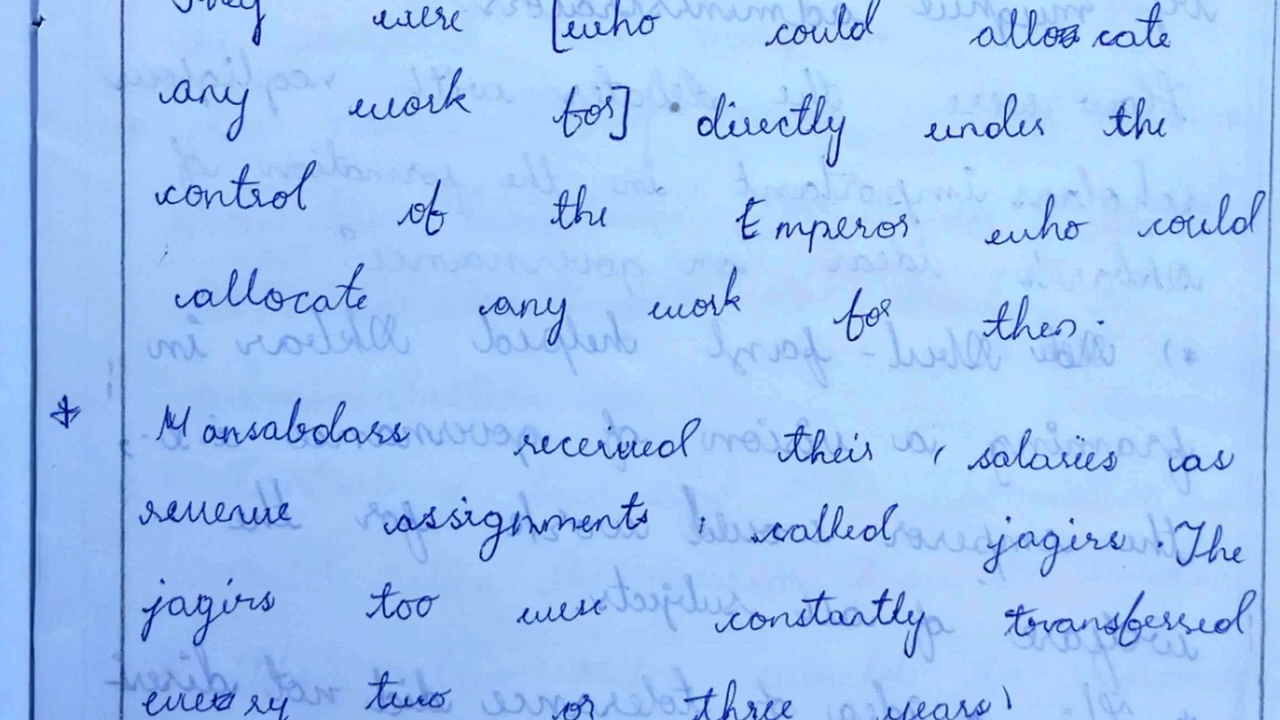 They were [who could allocate
any work for] directly under the
control of the Emperor who could
allocate any work for them.
Mansabdars received their, salaries as
revenue assignments, called jagirs. The
jagirs too were constantly transferred
every two or three years,